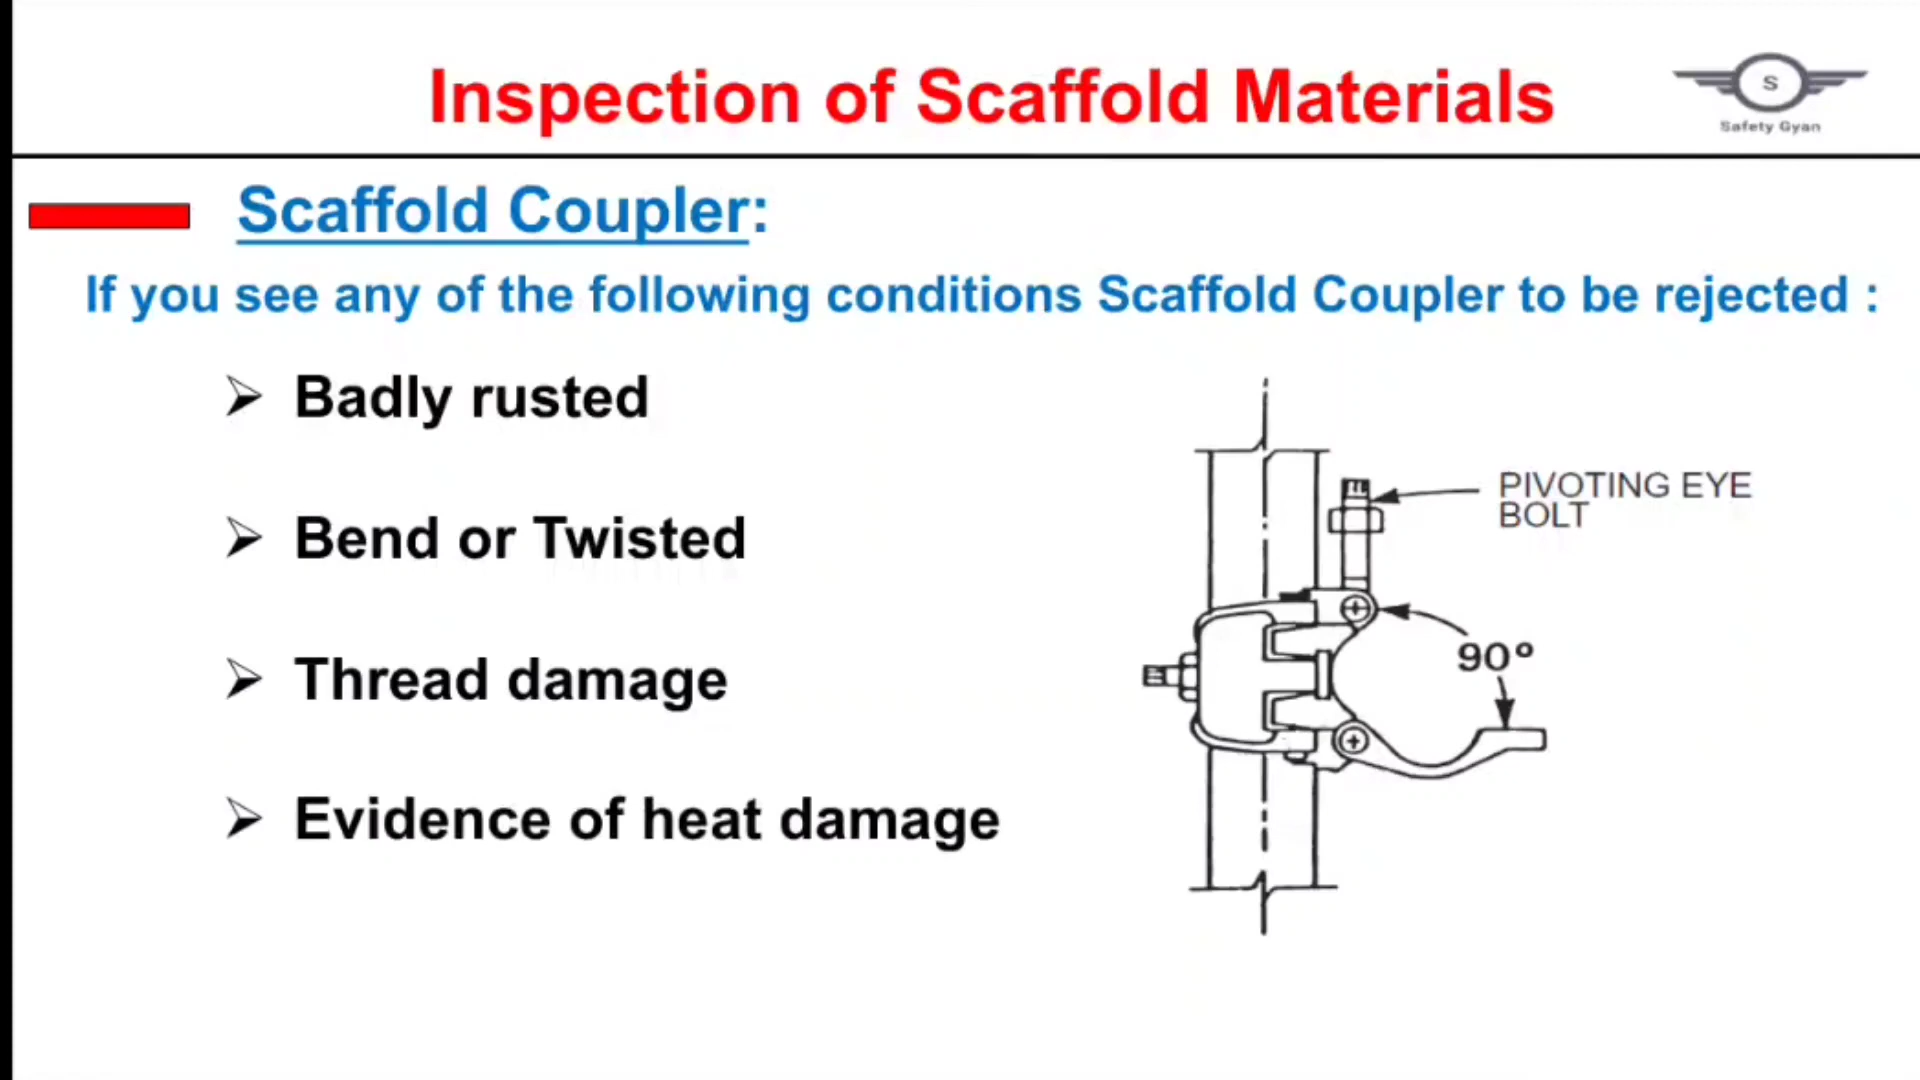 Inspection of Scaffold Materials
S
Safety Gyan
Scaffold Coupler:
If you see any of the following conditions Scaffold Coupler to be rejected :
Badly rusted
Bend or Twisted
Thread damage
Evidence of heat damage
PIVOTING EYE
BOLT
90º